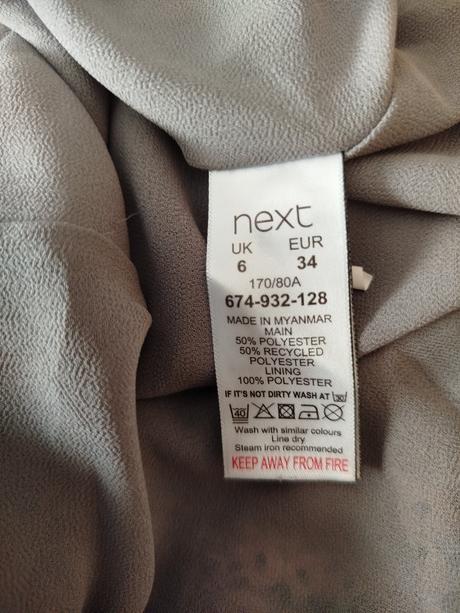 next
UK EUR
6 34
170/80A
674-932-128
MADE IN MYANMAR
MAIN
50% POLYESTER
50% RECYCLED
POLYESTER
LINING
100% POLYESTER
IF IT'S NOT DIRTY WASH AT 30
40
Wash with similar colours
Line dry
Steam iron recommended
KEEP AWAY FROM FIRE